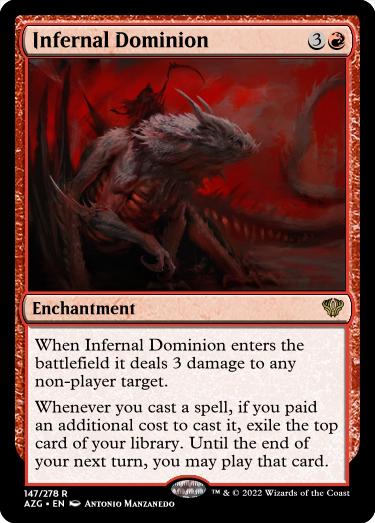 Infernal Dominion 3
Enchantment
When Infernal Dominion enters the
battlefield it deals 3 damage to any
non-player target.
Whenever you cast a spell, if you paid
an additional cost to cast it, exile the top
card of your library. Until the end of
your next turn, you may play that card.
147/278 R
AZG • EN Antonio Manzanedo
™ & © 2022 Wizards of the Coast